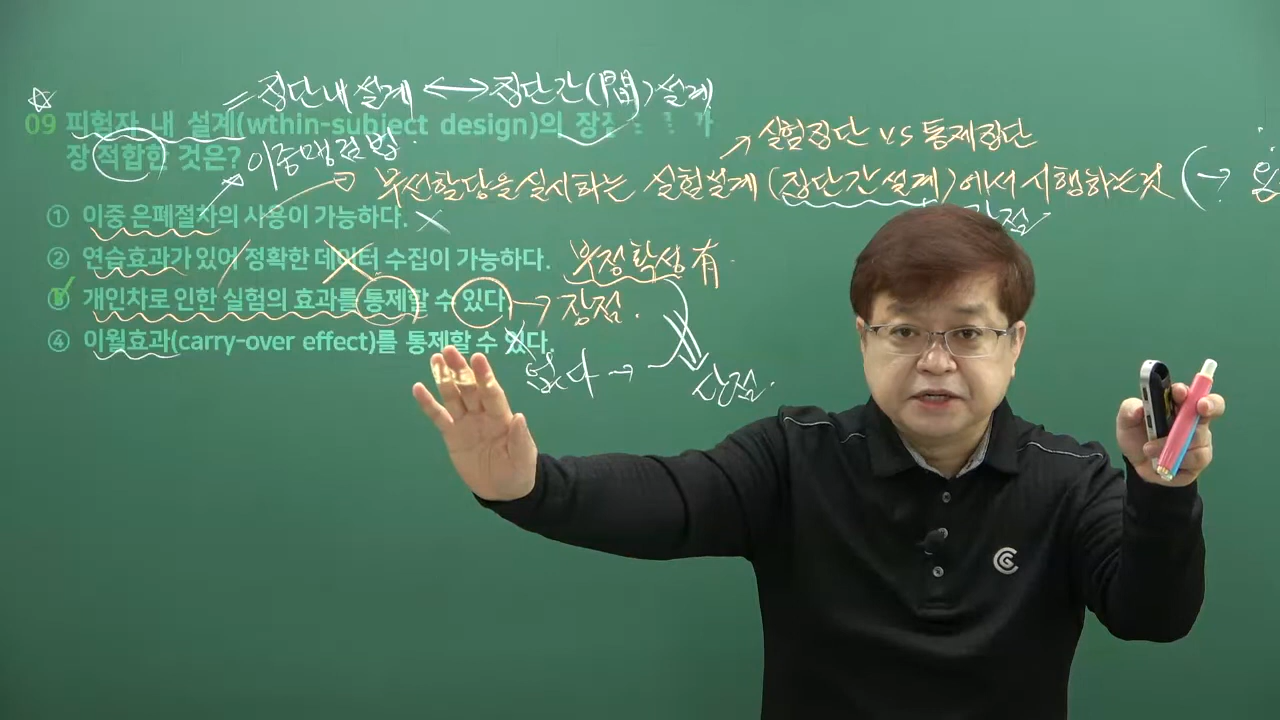 ☆ = 집단내 설계 ↔ 집단간(間) 설계
09 피험자 내 설계(wthin-subject design)의 장
장 적합한 것은? 이중맹검법.
↗ 실험집단 vs 통제집단
무선할당을 실시하는 실험설계(집단간설계)에서 시행하는것 (→
① 이중 은폐절차의 사용이 가능하다. ×
② 연습효과가 있어 정확한 데이터 수집이 가능하다. 부정확성 有.
③ 개인차로 인한 실험의 효과를 통제할 수 있다. → 장점.
④ 이월효과(carry-over effect)를 통제할 수 있다.
없다 → 단점.